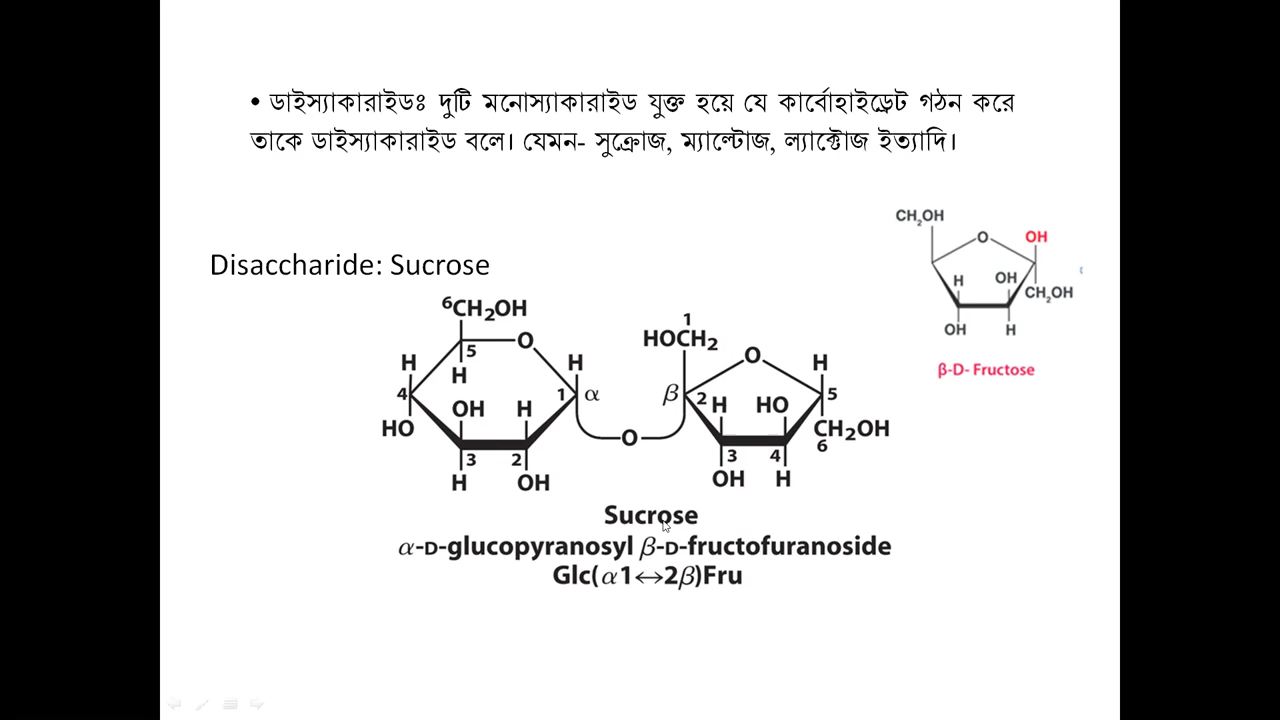 • ডাইস্যাকারাইডঃ দুটি মনোস্যাকারাইড যুক্ত হয়ে যে কার্বোহাইড্রেট গঠন করে
তাকে ডাইস্যাকারাইড বলে। যেমন- সুক্রোজ, ম্যাল্টোজ, ল্যাক্টোজ ইত্যাদি।
CH₂OH
O OH
H OH
CH₂OH
OH H
β-D- Fructose
Disaccharide: Sucrose
⁶CH₂OH
O
5
H H
H
4 1 α
OH H
HO
3 2
H OH
O
1
HOCH₂
O
H
β 2 5
H HO
CH₂OH
6
3 4
OH H
Sucrose
α-D-glucopyranosyl β-D-fructofuranoside
Glc(α1↔2β)Fru